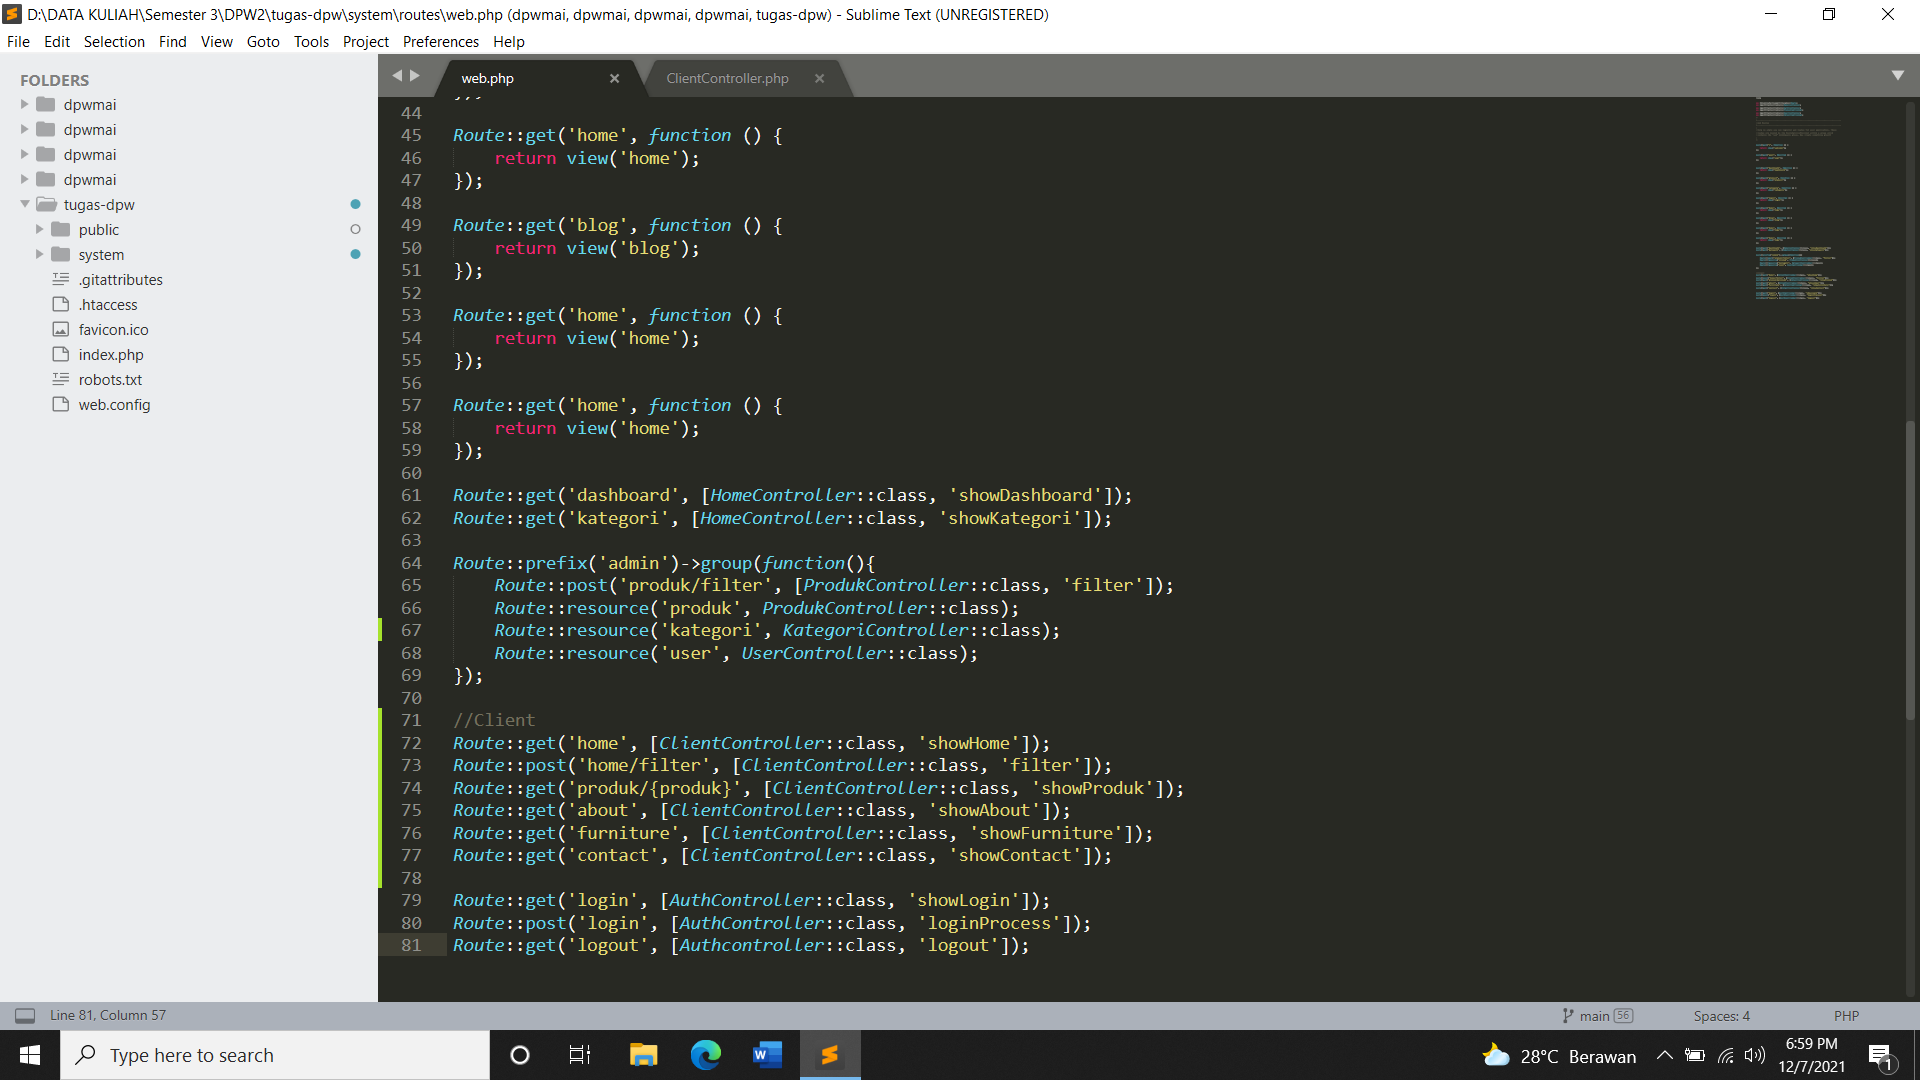 D:\DATA KULIAH\Semester 3\DPW2\tugas-dpw\system\routes\web.php (dpwmai, dpwmai, dpwmai, dpwmai, tugas-dpw) - Sublime Text (UNREGISTERED)
File Edit Selection Find View Goto Tools Project Preferences Help
FOLDERS
dpwmai
dpwmai
dpwmai
dpwmai
tugas-dpw
public
system
.gitattributes
.htaccess
favicon.ico
index.php
robots.txt
web.config
web.php ClientController.php
44
45 Route::get('home', function () {
46     return view('home');
47 });
48
49 Route::get('blog', function () {
50     return view('blog');
51 });
52
53 Route::get('home', function () {
54     return view('home');
55 });
56
57 Route::get('home', function () {
58     return view('home');
59 });
60
61 Route::get('dashboard', [HomeController::class, 'showDashboard']);
62 Route::get('kategori', [HomeController::class, 'showKategori']);
63
64 Route::prefix('admin')->group(function(){
65     Route::post('produk/filter', [ProdukController::class, 'filter']);
66     Route::resource('produk', ProdukController::class);
67     Route::resource('kategori', KategoriController::class);
68     Route::resource('user', UserController::class);
69 });
70
71 //Client
72 Route::get('home', [ClientController::class, 'showHome']);
73 Route::post('home/filter', [ClientController::class, 'filter']);
74 Route::get('produk/{produk}', [ClientController::class, 'showProduk']);
75 Route::get('about', [ClientController::class, 'showAbout']);
76 Route::get('furniture', [ClientController::class, 'showFurniture']);
77 Route::get('contact', [ClientController::class, 'showContact']);
78
79 Route::get('login', [AuthController::class, 'showLogin']);
80 Route::post('login', [AuthController::class, 'loginProcess']);
81 Route::get('logout', [Authcontroller::class, 'logout']);
Line 81, Column 57 main 56 Spaces: 4 PHP
Type here to search 28°C Berawan 6:59 PM
12/7/2021 1